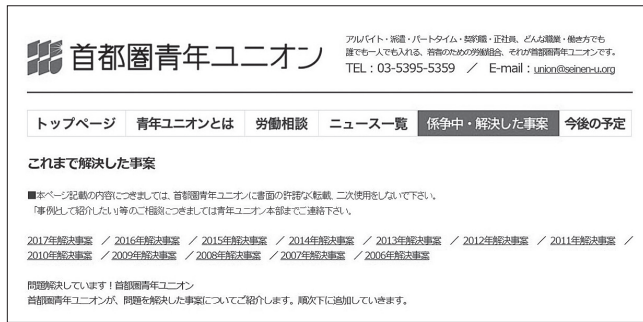 首都圏青年ユニオン
アルバイト・派遣・パートタイム・契約職・正社員、どんな職業・働き方でも
誰でも一人でも入れる、若者のための労働組合、それが首都圏青年ユニオンです。
TEL：03-5395-5359 ／ E-mail：union@seinen-u.org
トップページ 青年ユニオンとは 労働相談 ニュース一覧 係争中・解決した事案 今後の予定
これまで解決した事案
■本ページ記載の内容につきましては、首都圏青年ユニオンに書面の許諾なく転載、二次使用をしないで下さい。
「事例として紹介したい」等のご相談につきましては青年ユニオン本部までご連絡下さい。
2017年解決事案 ／ 2016年解決事案 ／ 2015年解決事案 ／ 2014年解決事案 ／ 2013年解決事案 ／ 2012年解決事案 ／ 2011年解決事案 ／
2010年解決事案 ／ 2009年解決事案 ／ 2008年解決事案 ／ 2007年解決事案 ／ 2006年解決事案
問題解決しています！首都圏青年ユニオン
首都圏青年ユニオンが、問題を解決した事案についてご紹介します。順次下に追加していきます。